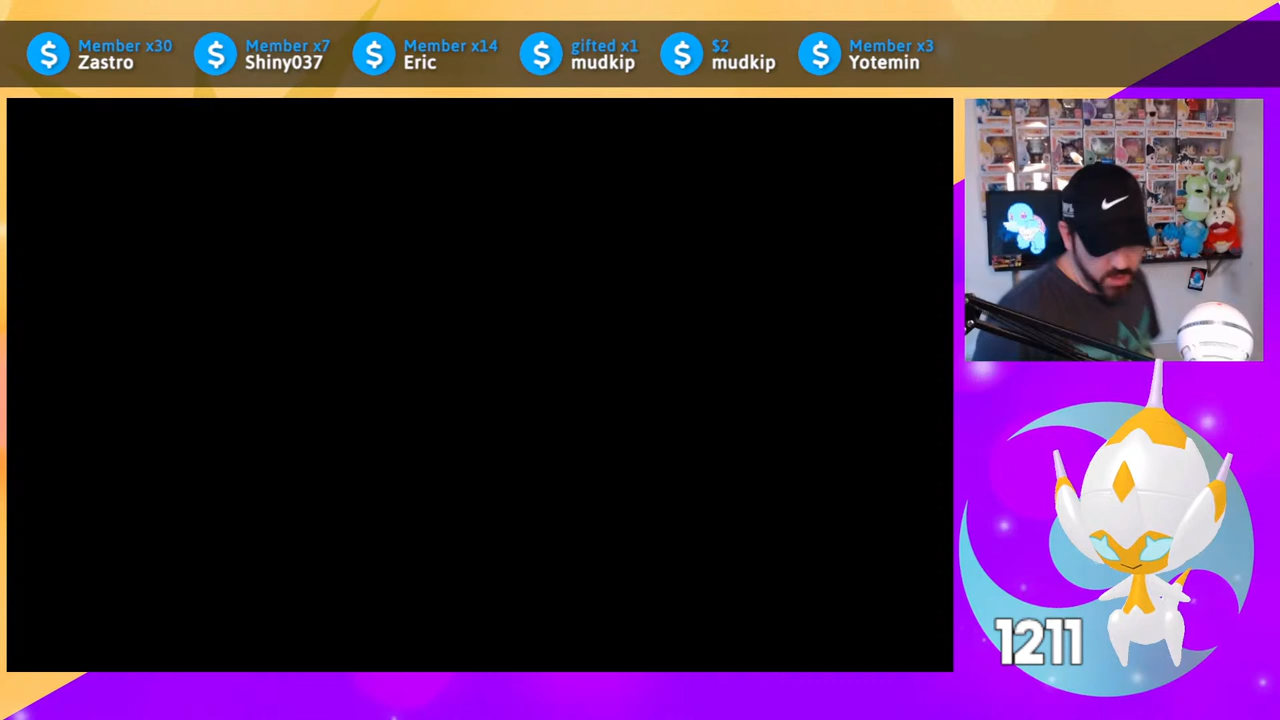 Member x30
Zastro
Member x7
Shiny037
Member x14
Eric
gifted x1
mudkip
$2
mudkip
Member x3
Yotemin
1211